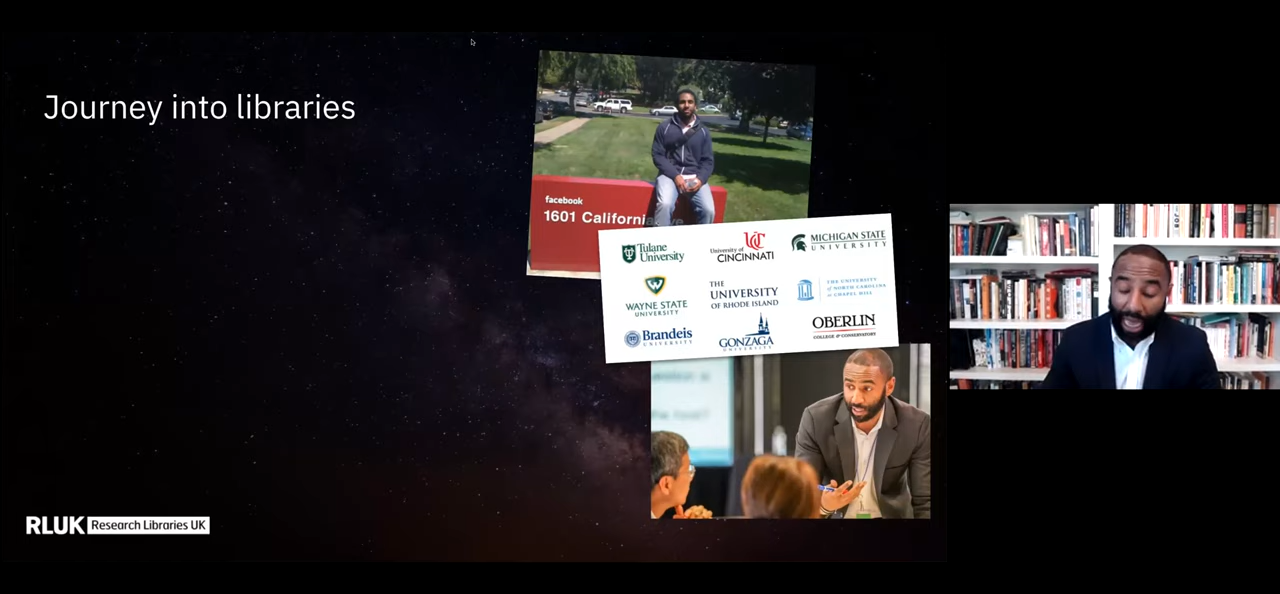 Journey into libraries
facebook
1601 California Ave
Tulane
University
University of
CINCINNATI
MICHIGAN STATE
UNIVERSITY
WAYNE STATE
UNIVERSITY
THE
UNIVERSITY
OF RHODE ISLAND
THE UNIVERSITY
of NORTH CAROLINA
at CHAPEL HILL
Brandeis
UNIVERSITY
GONZAGA
UNIVERSITY
OBERLIN
COLLEGE & CONSERVATORY
RLUK Research Libraries UK